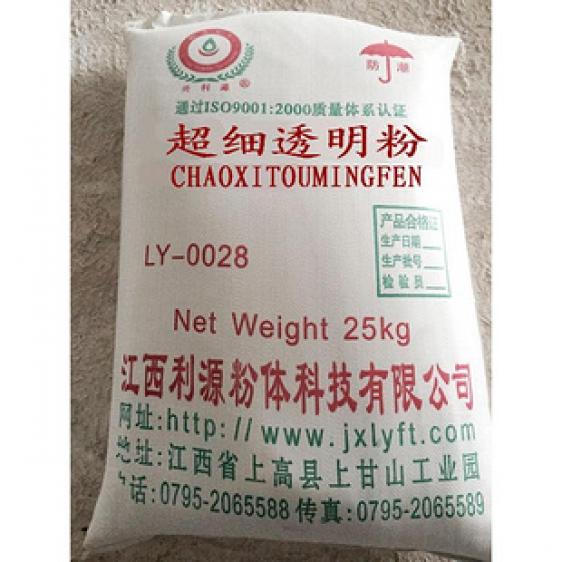 兴利源®
防潮
通过ISO9001:2000质量体系认证
超细透明粉
CHAOXITOUMINGFEN
产品合格证
生产日期
生产批号
检验员
LY-0028
Net Weight 25kg
江西利源粉体科技有限公司
网址:http://www.jxlyft.com
地址:江西省上高县上甘山工业园
话:0795-2065588 传真:0795-2065589